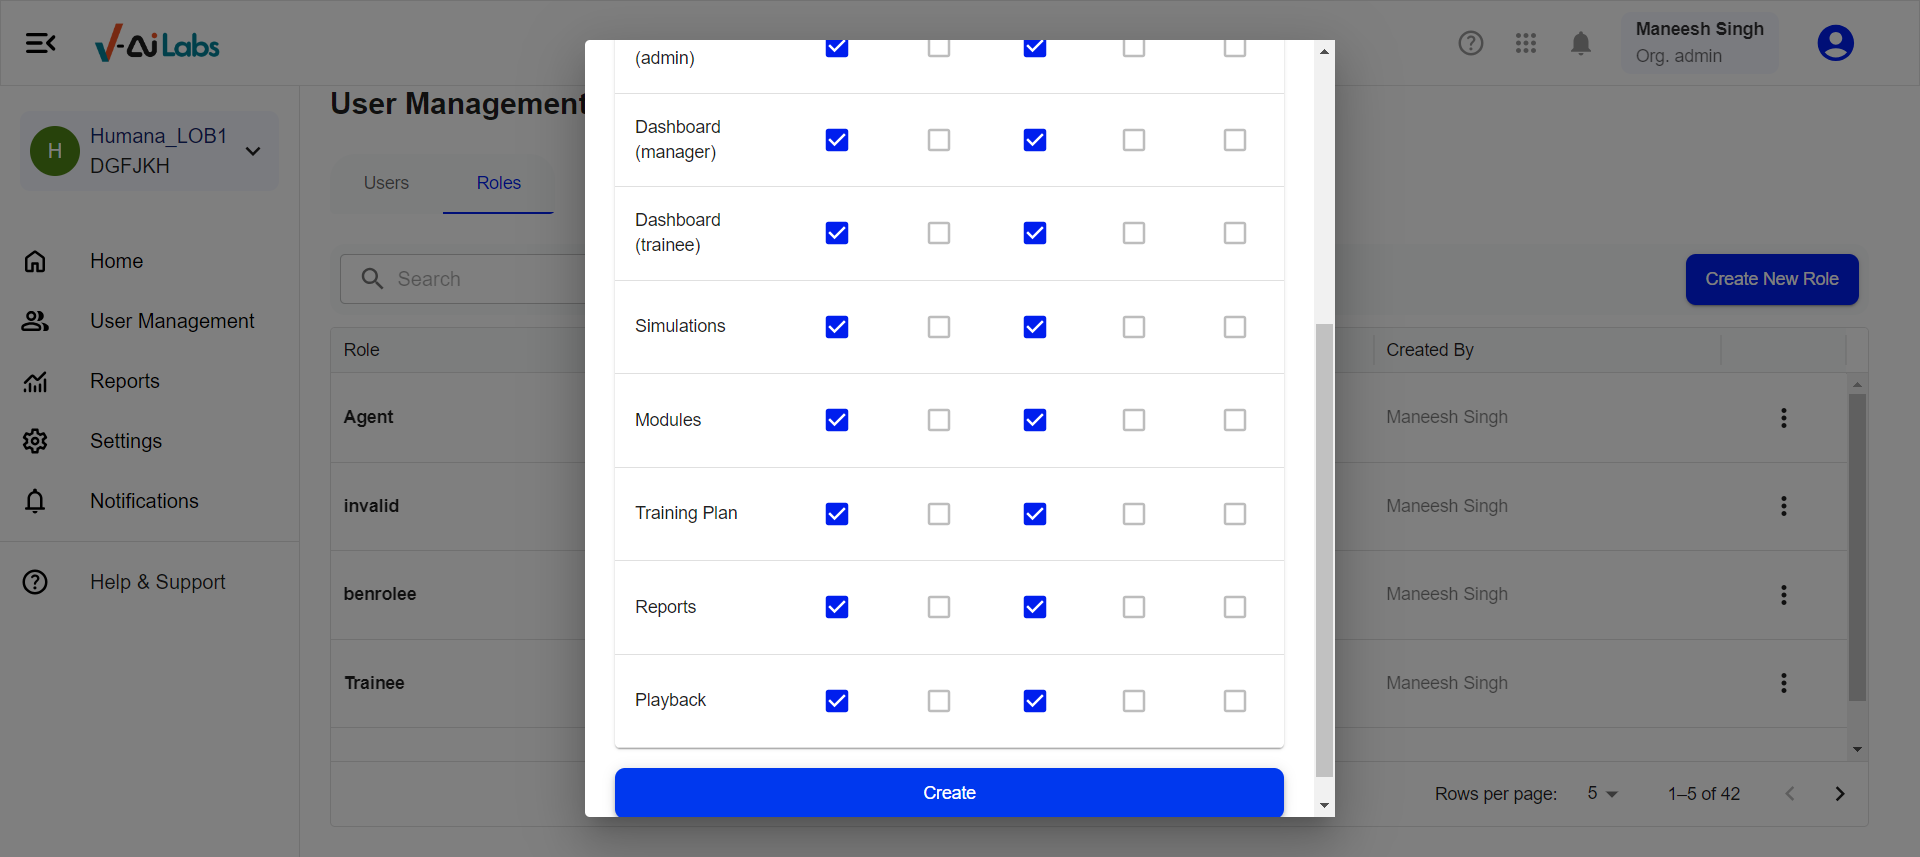 V-Ai Labs
Maneesh Singh
Org. admin
H
Humana_LOB1
DGFJKH
Home
User Management
Reports
Settings
Notifications
Help & Support
User Management
Users
Roles
Search
Create New Role
Role
Created By
Agent
Maneesh Singh
invalid
Maneesh Singh
benrolee
Maneesh Singh
Trainee
Maneesh Singh
Rows per page:
5
1–5 of 42
(admin)
Dashboard
(manager)
Dashboard
(trainee)
Simulations
Modules
Training Plan
Reports
Playback
Create